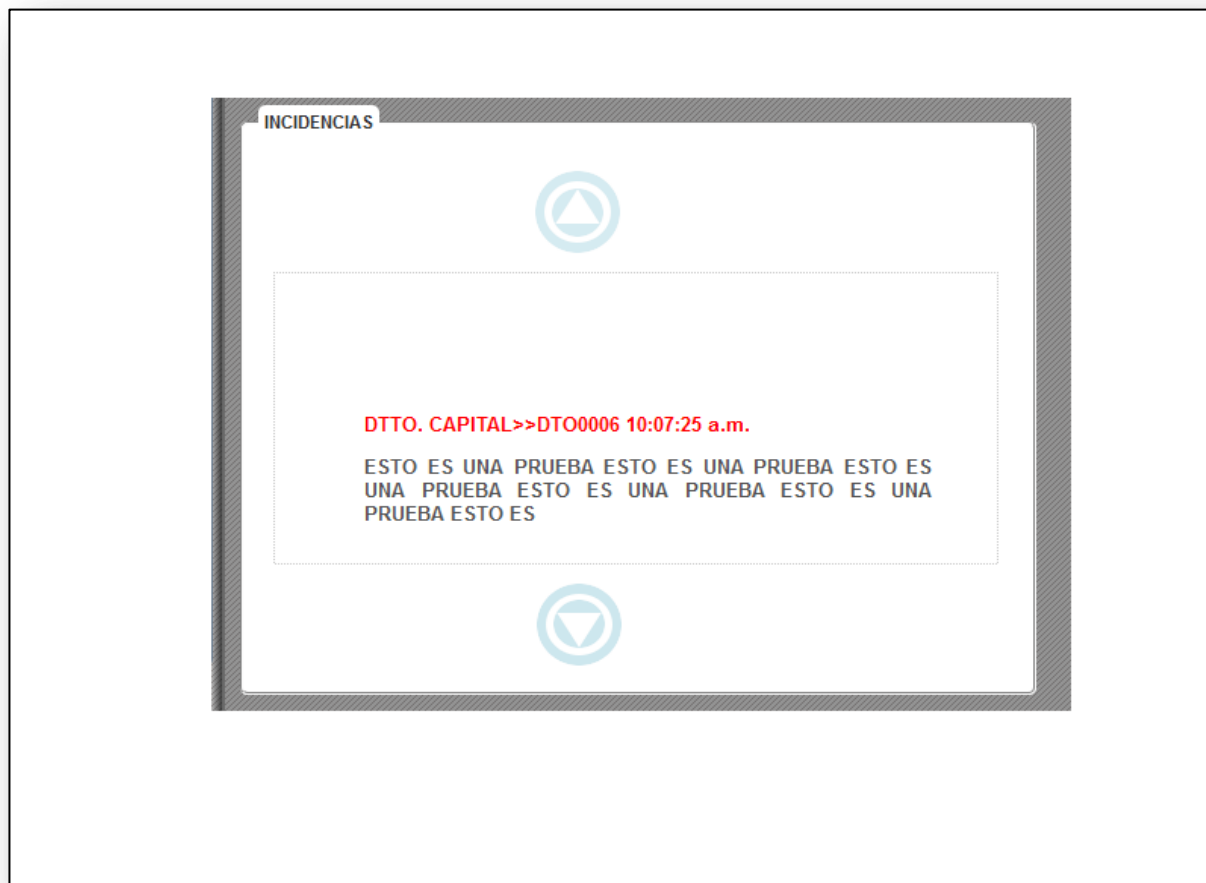 INCIDENCIAS
DTTO. CAPITAL>>DTO0006 10:07:25 a.m.
ESTO ES UNA PRUEBA ESTO ES UNA PRUEBA ESTO ES
UNA PRUEBA ESTO ES UNA PRUEBA ESTO ES UNA
PRUEBA ESTO ES